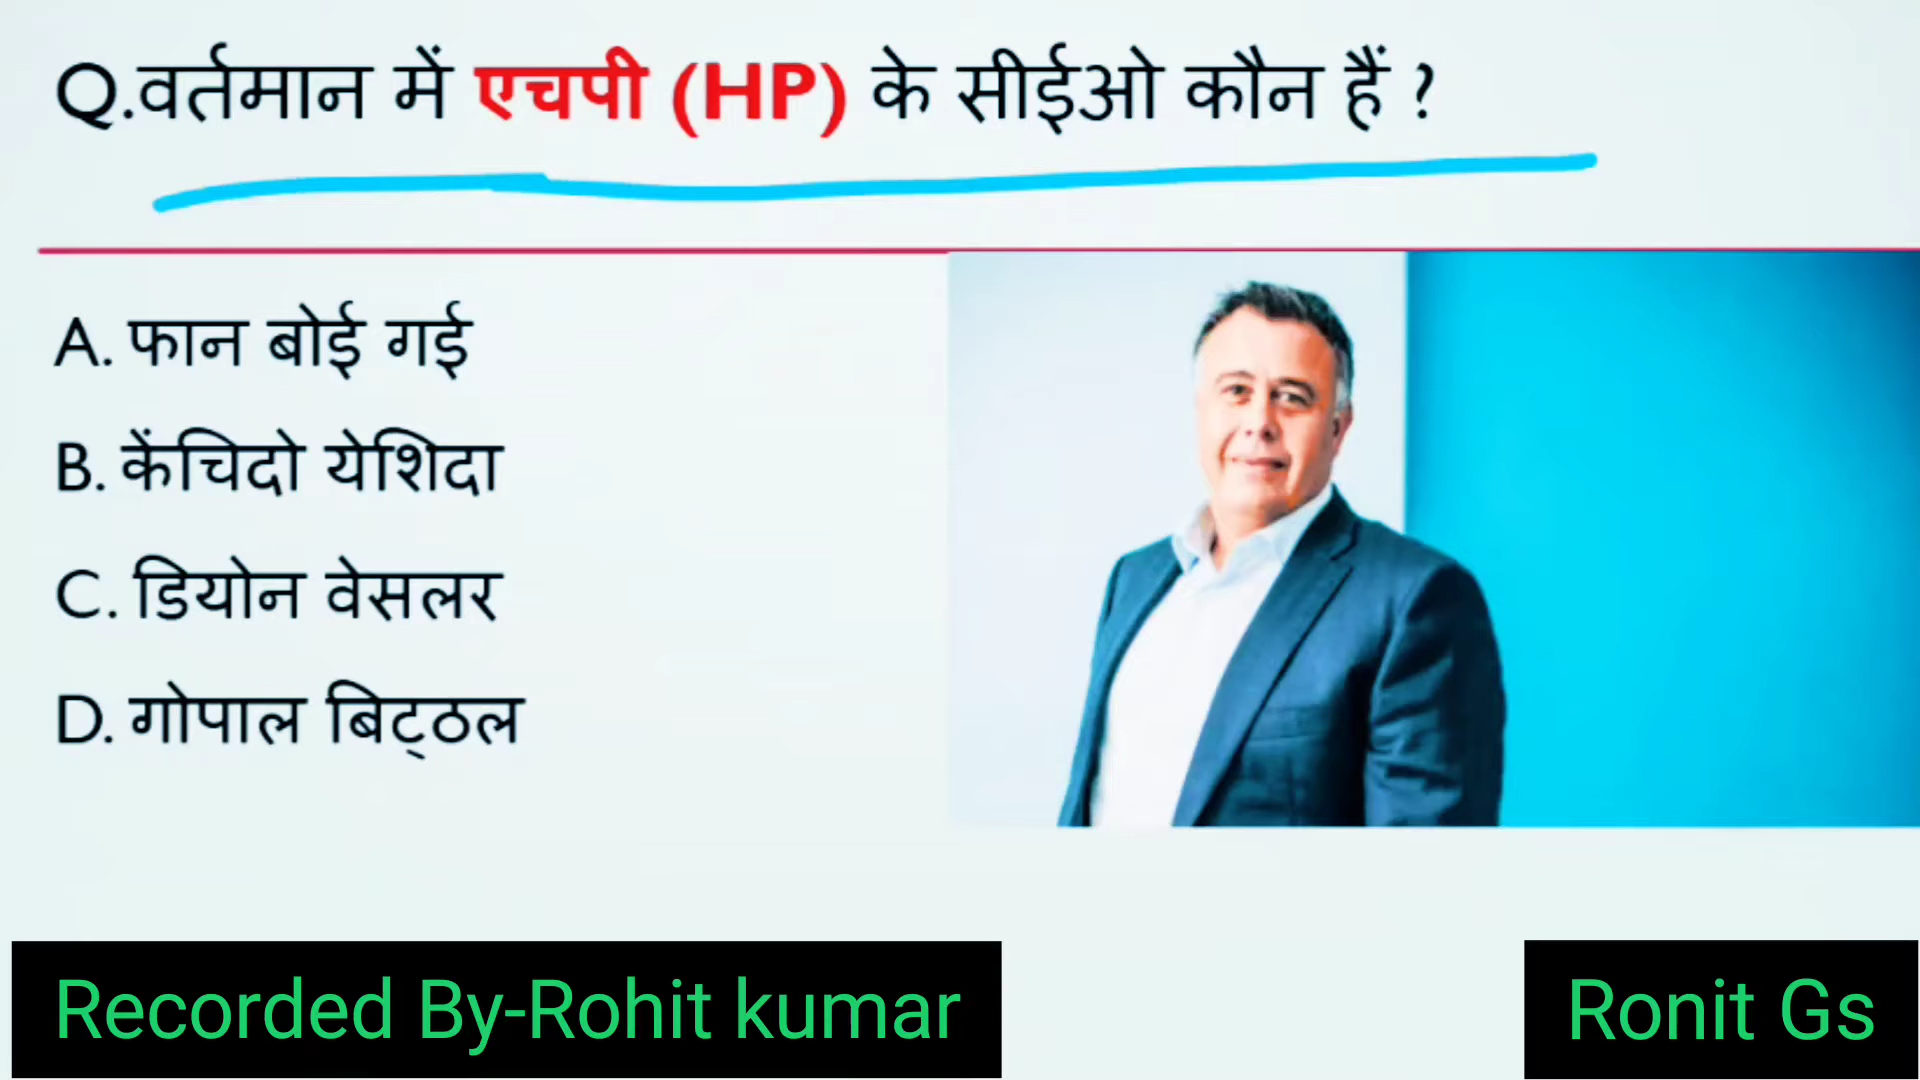 Q.वर्तमान में एचपी (HP) के सीईओ कौन हैं ?
A. फान बोई गई
B. केंचिदो येशिदा
C. डियोन वेसलर
D. गोपाल बिट्ठल
Recorded By-Rohit kumar
Ronit Gs